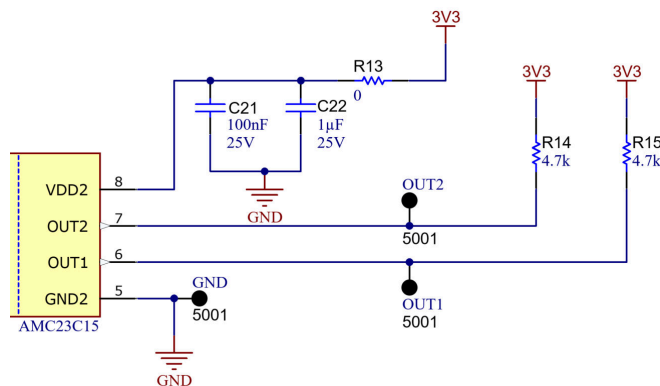 3V3
R13
0
3V3
3V3
C21
100nF
25V
C22
1µF
25V
R14
4.7k
R15
4.7k
GND
VDD2
8
OUT2
7
OUT2
5001
OUT1
6
GND2
5
GND
5001
OUT1
5001
AMC23C15
GND